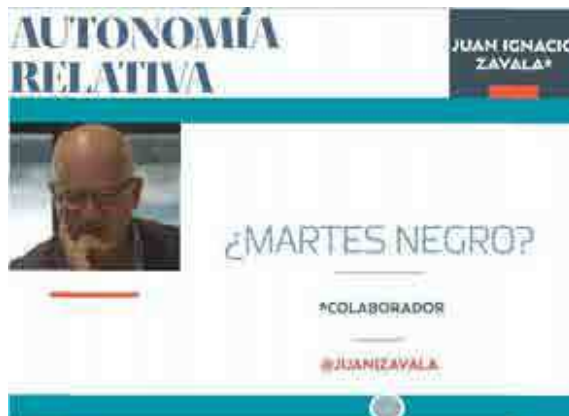 AUTONOMÍA
RELATIVA
JUAN IGNACIO
ZAVALA*
¿MARTES NEGRO?
*COLABORADOR
@JUANIZAVALA